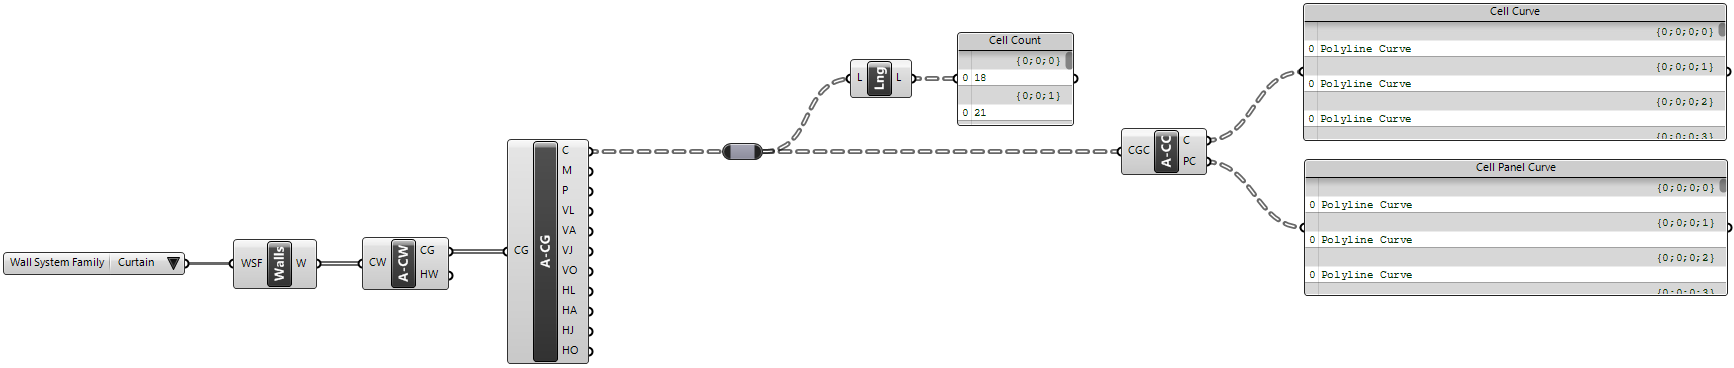 Wall System Family Curtain
WSF Walls W
CW A-CW CG
HW
CG A-CG C
M
P
VL
VA
VJ
VO
HL
HA
HJ
HO
L Lng L
Cell Count
{0;0;0}
0 18
{0;0;1}
0 21
CGC A-CC C
PC
Cell Curve
{0;0;0;0}
0 Polyline Curve
{0;0;0;1}
0 Polyline Curve
{0;0;0;2}
0 Polyline Curve
{0;0;0;3}
Cell Panel Curve
{0;0;0;0}
0 Polyline Curve
{0;0;0;1}
0 Polyline Curve
{0;0;0;2}
0 Polyline Curve
{0;0;0;3}